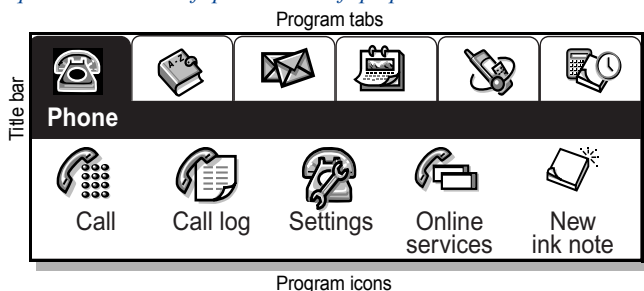 Program tabs
Title bar
A-Z
Phone
Call
Call log
Settings
Online
services
New
ink note
Program icons